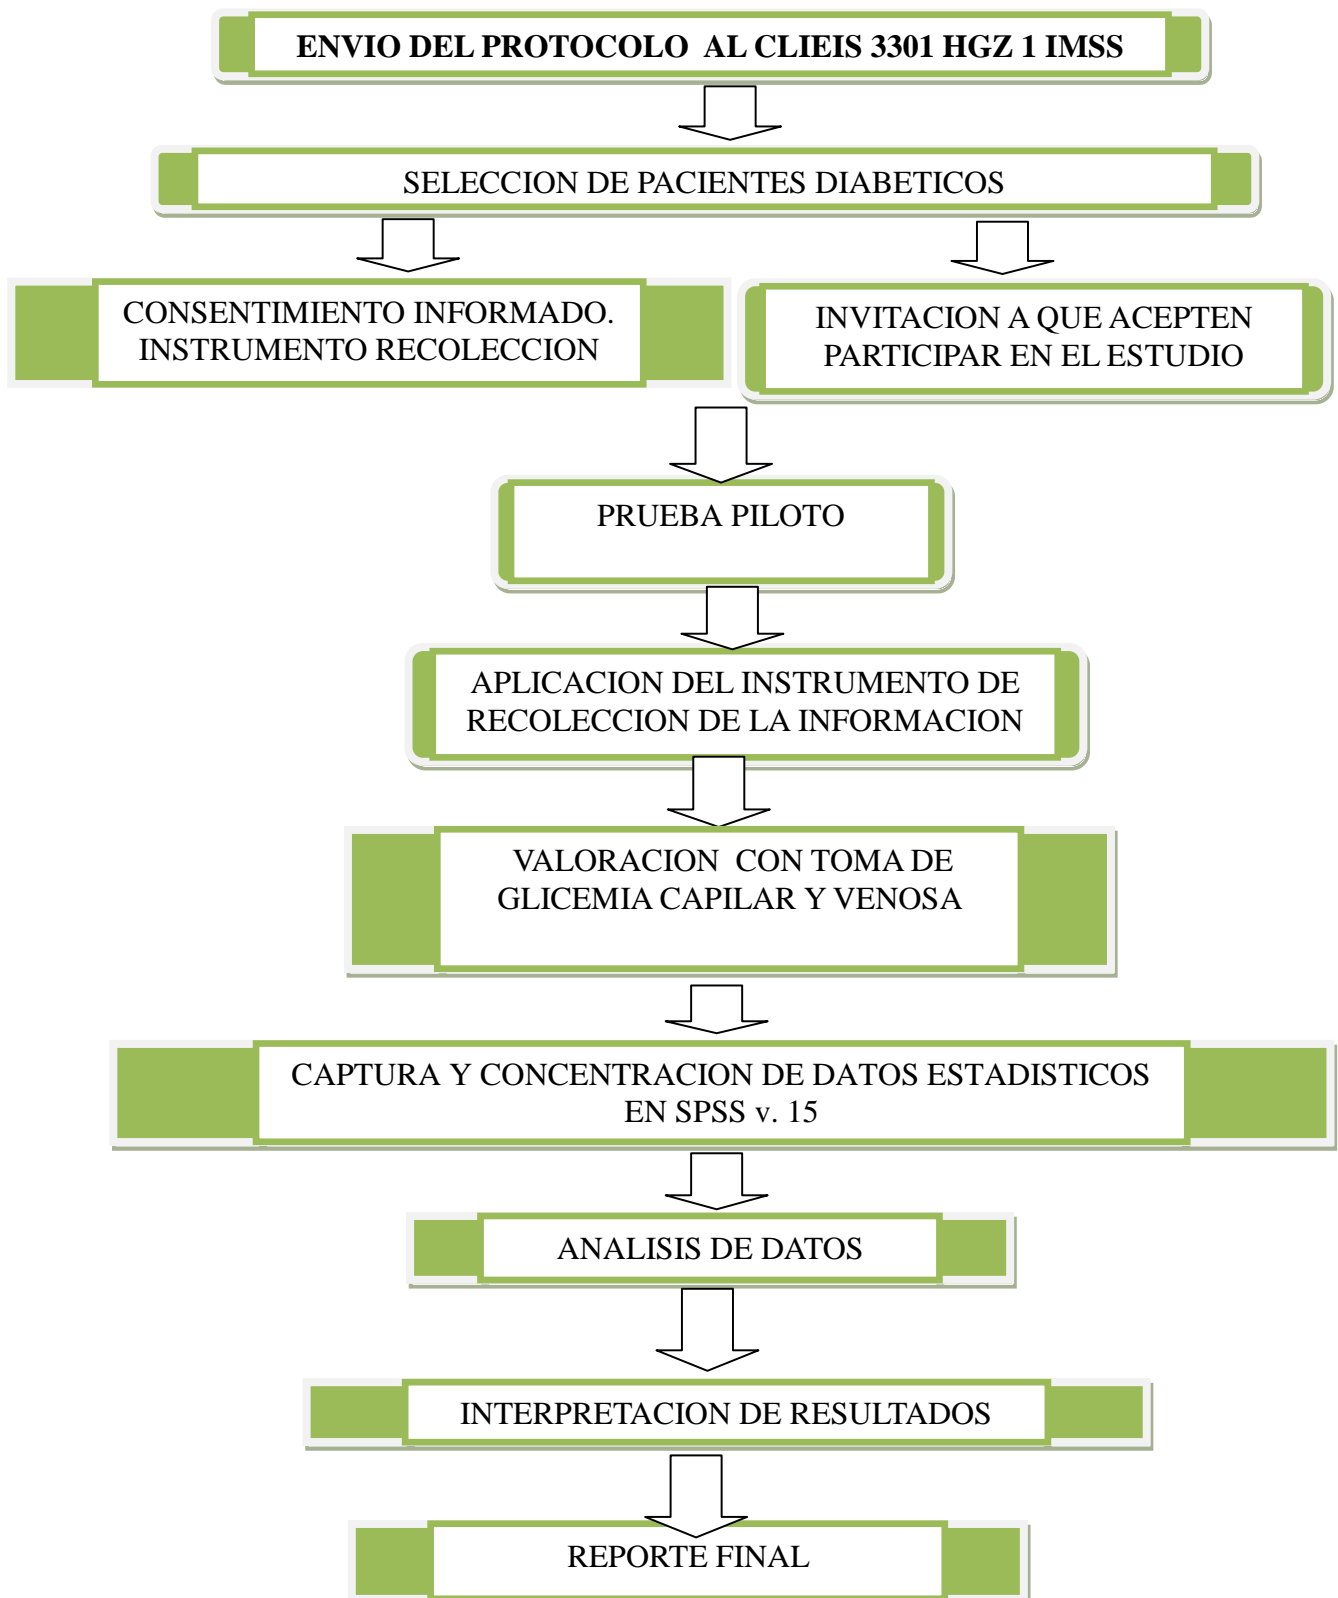 ENVIO DEL PROTOCOLO AL CLIEIS 3301 HGZ 1 IMSS
SELECCION DE PACIENTES DIABETICOS
CONSENTIMIENTO INFORMADO.
INSTRUMENTO RECOLECCION
INVITACION A QUE ACEPTEN
PARTICIPAR EN EL ESTUDIO
PRUEBA PILOTO
APLICACION DEL INSTRUMENTO DE
RECOLECCION DE LA INFORMACION
VALORACION CON TOMA DE
GLICEMIA CAPILAR Y VENOSA
CAPTURA Y CONCENTRACION DE DATOS ESTADISTICOS
EN SPSS v. 15
ANALISIS DE DATOS
INTERPRETACION DE RESULTADOS
REPORTE FINAL